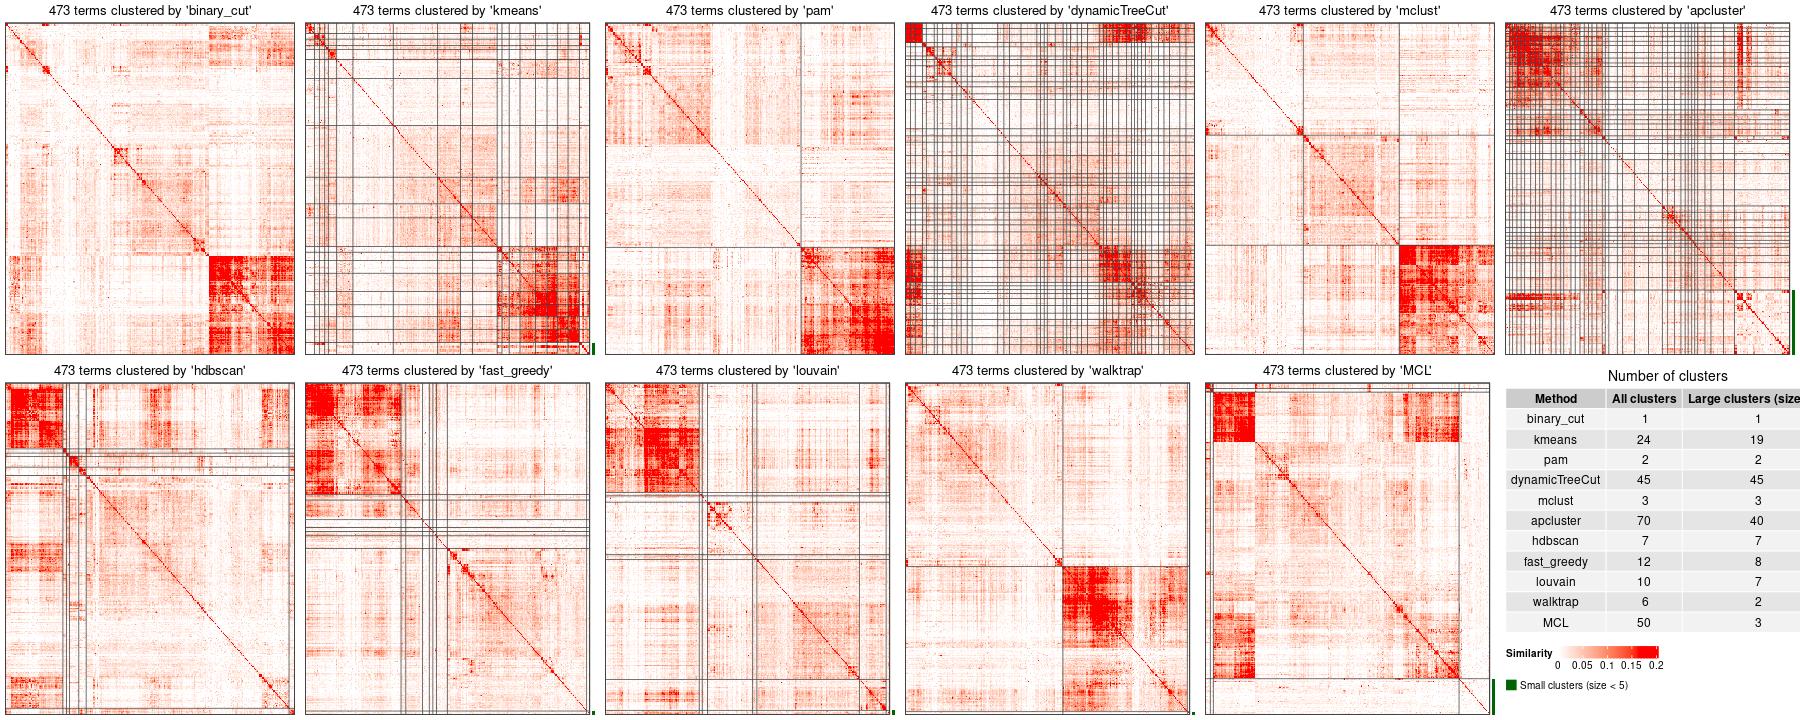 473 terms clustered by 'binary_cut'
473 terms clustered by 'kmeans'
473 terms clustered by 'pam'
473 terms clustered by 'dynamicTreeCut'
473 terms clustered by 'mclust'
473 terms clustered by 'apcluster'
473 terms clustered by 'hdbscan'
473 terms clustered by 'fast_greedy'
473 terms clustered by 'louvain'
473 terms clustered by 'walktrap'
473 terms clustered by 'MCL'
Number of clusters
Method All clusters Large clusters (size
binary_cut 1 1
kmeans 24 19
pam 2 2
dynamicTreeCut 45 45
mclust 3 3
apcluster 70 40
hdbscan 7 7
fast_greedy 12 8
louvain 10 7
walktrap 6 2
MCL 50 3
Similarity
0 0.05 0.1 0.15 0.2
Small clusters (size < 5)